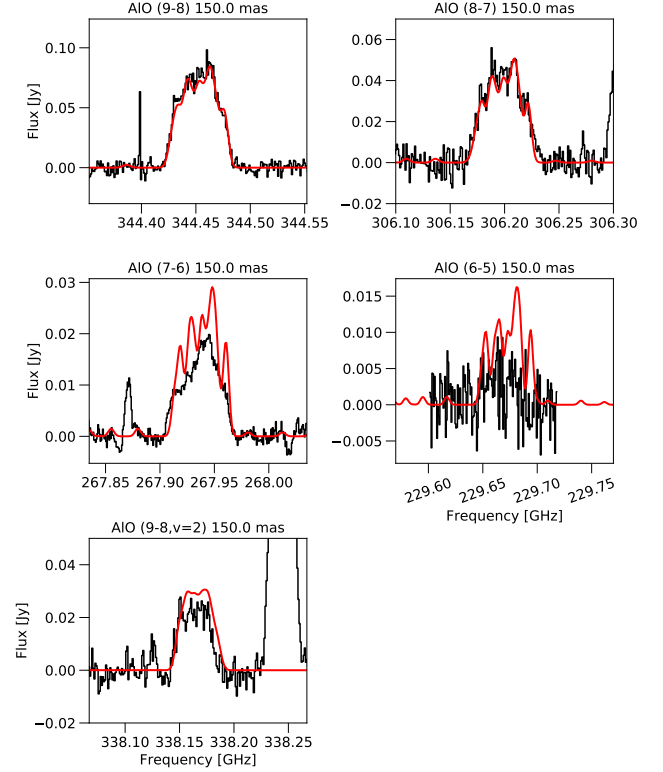 AlO (9-8) 150.0 mas
AlO (8-7) 150.0 mas
Flux [Jy]
0.10
0.05
0.00
344.40 344.45 344.50 344.55
0.06
0.04
0.02
0.00
−0.02
306.10 306.15 306.20 306.25 306.30
AlO (7-6) 150.0 mas
AlO (6-5) 150.0 mas
Flux [Jy]
0.03
0.02
0.01
0.00
267.85 267.90 267.95 268.00
0.015
0.010
0.005
0.000
−0.005
229.60 229.65 229.70 229.75
Frequency [GHz]
AlO (9-8,v=2) 150.0 mas
Flux [Jy]
0.04
0.02
0.00
−0.02
338.10 338.15 338.20 338.25
Frequency [GHz]